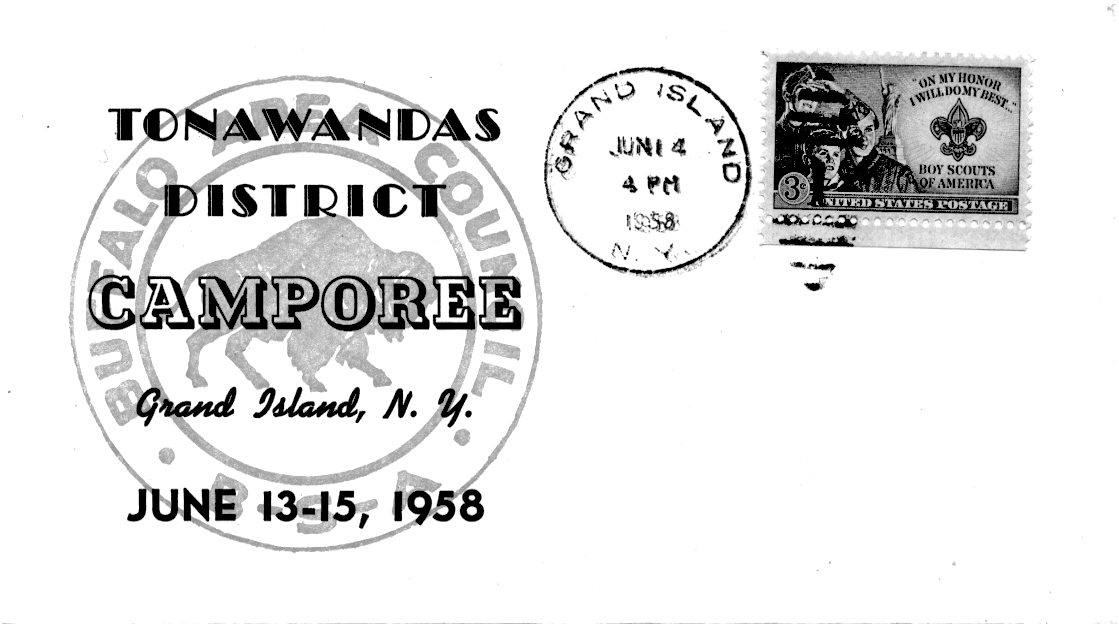 TONAWANDAS
DISTRICT
CAMPOREE
Grand Island, N. Y.
JUNE 13-15, 1958
BUFFALO AREA COUNCIL
B-S-A
GRAND ISLAND
JUN 14
4 PM
1958
N. Y.
"ON MY HONOR
I WILL DO MY BEST..."
BOY SCOUTS
OF AMERICA
3¢
UNITED STATES POSTAGE